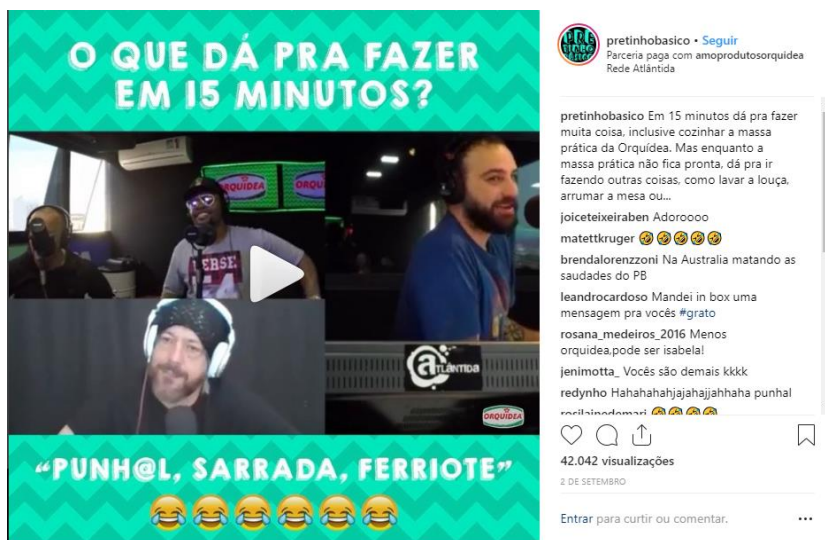 O QUE DÁ PRA FAZER
EM 15 MINUTOS?
ORQUÍDEA
ORQU
VERSE
Atlântida
ORQUÍDEA
"PUNH@L, SARRADA, FERRIOTE"
pretinhobasico • Seguir
Parceria paga com amoprodutosorquidea
Rede Atlântida
pretinhobasico Em 15 minutos dá pra fazer
muita coisa, inclusive cozinhar a massa
prática da Orquídea. Mas enquanto a
massa prática não fica pronta, dá pra ir
fazendo outras coisas, como lavar a louça,
arrumar a mesa ou...
joiceteixeiraben Adoroooo
matettkruger 🤣🤣🤣🤣🤣
brendalorenzzoni Na Australia matando as
saudades do PB
leandrocardoso Mandei in box uma
mensagem pra vocês #grato
rosana_medeiros_2016 Menos
orquidea,pode ser isabela!
jenimotta_ Vocês são demais kkkk
redynho Hahahahahjajahajjahhaha punhal
42.042 visualizações
2 DE SETEMBRO
Entrar para curtir ou comentar.